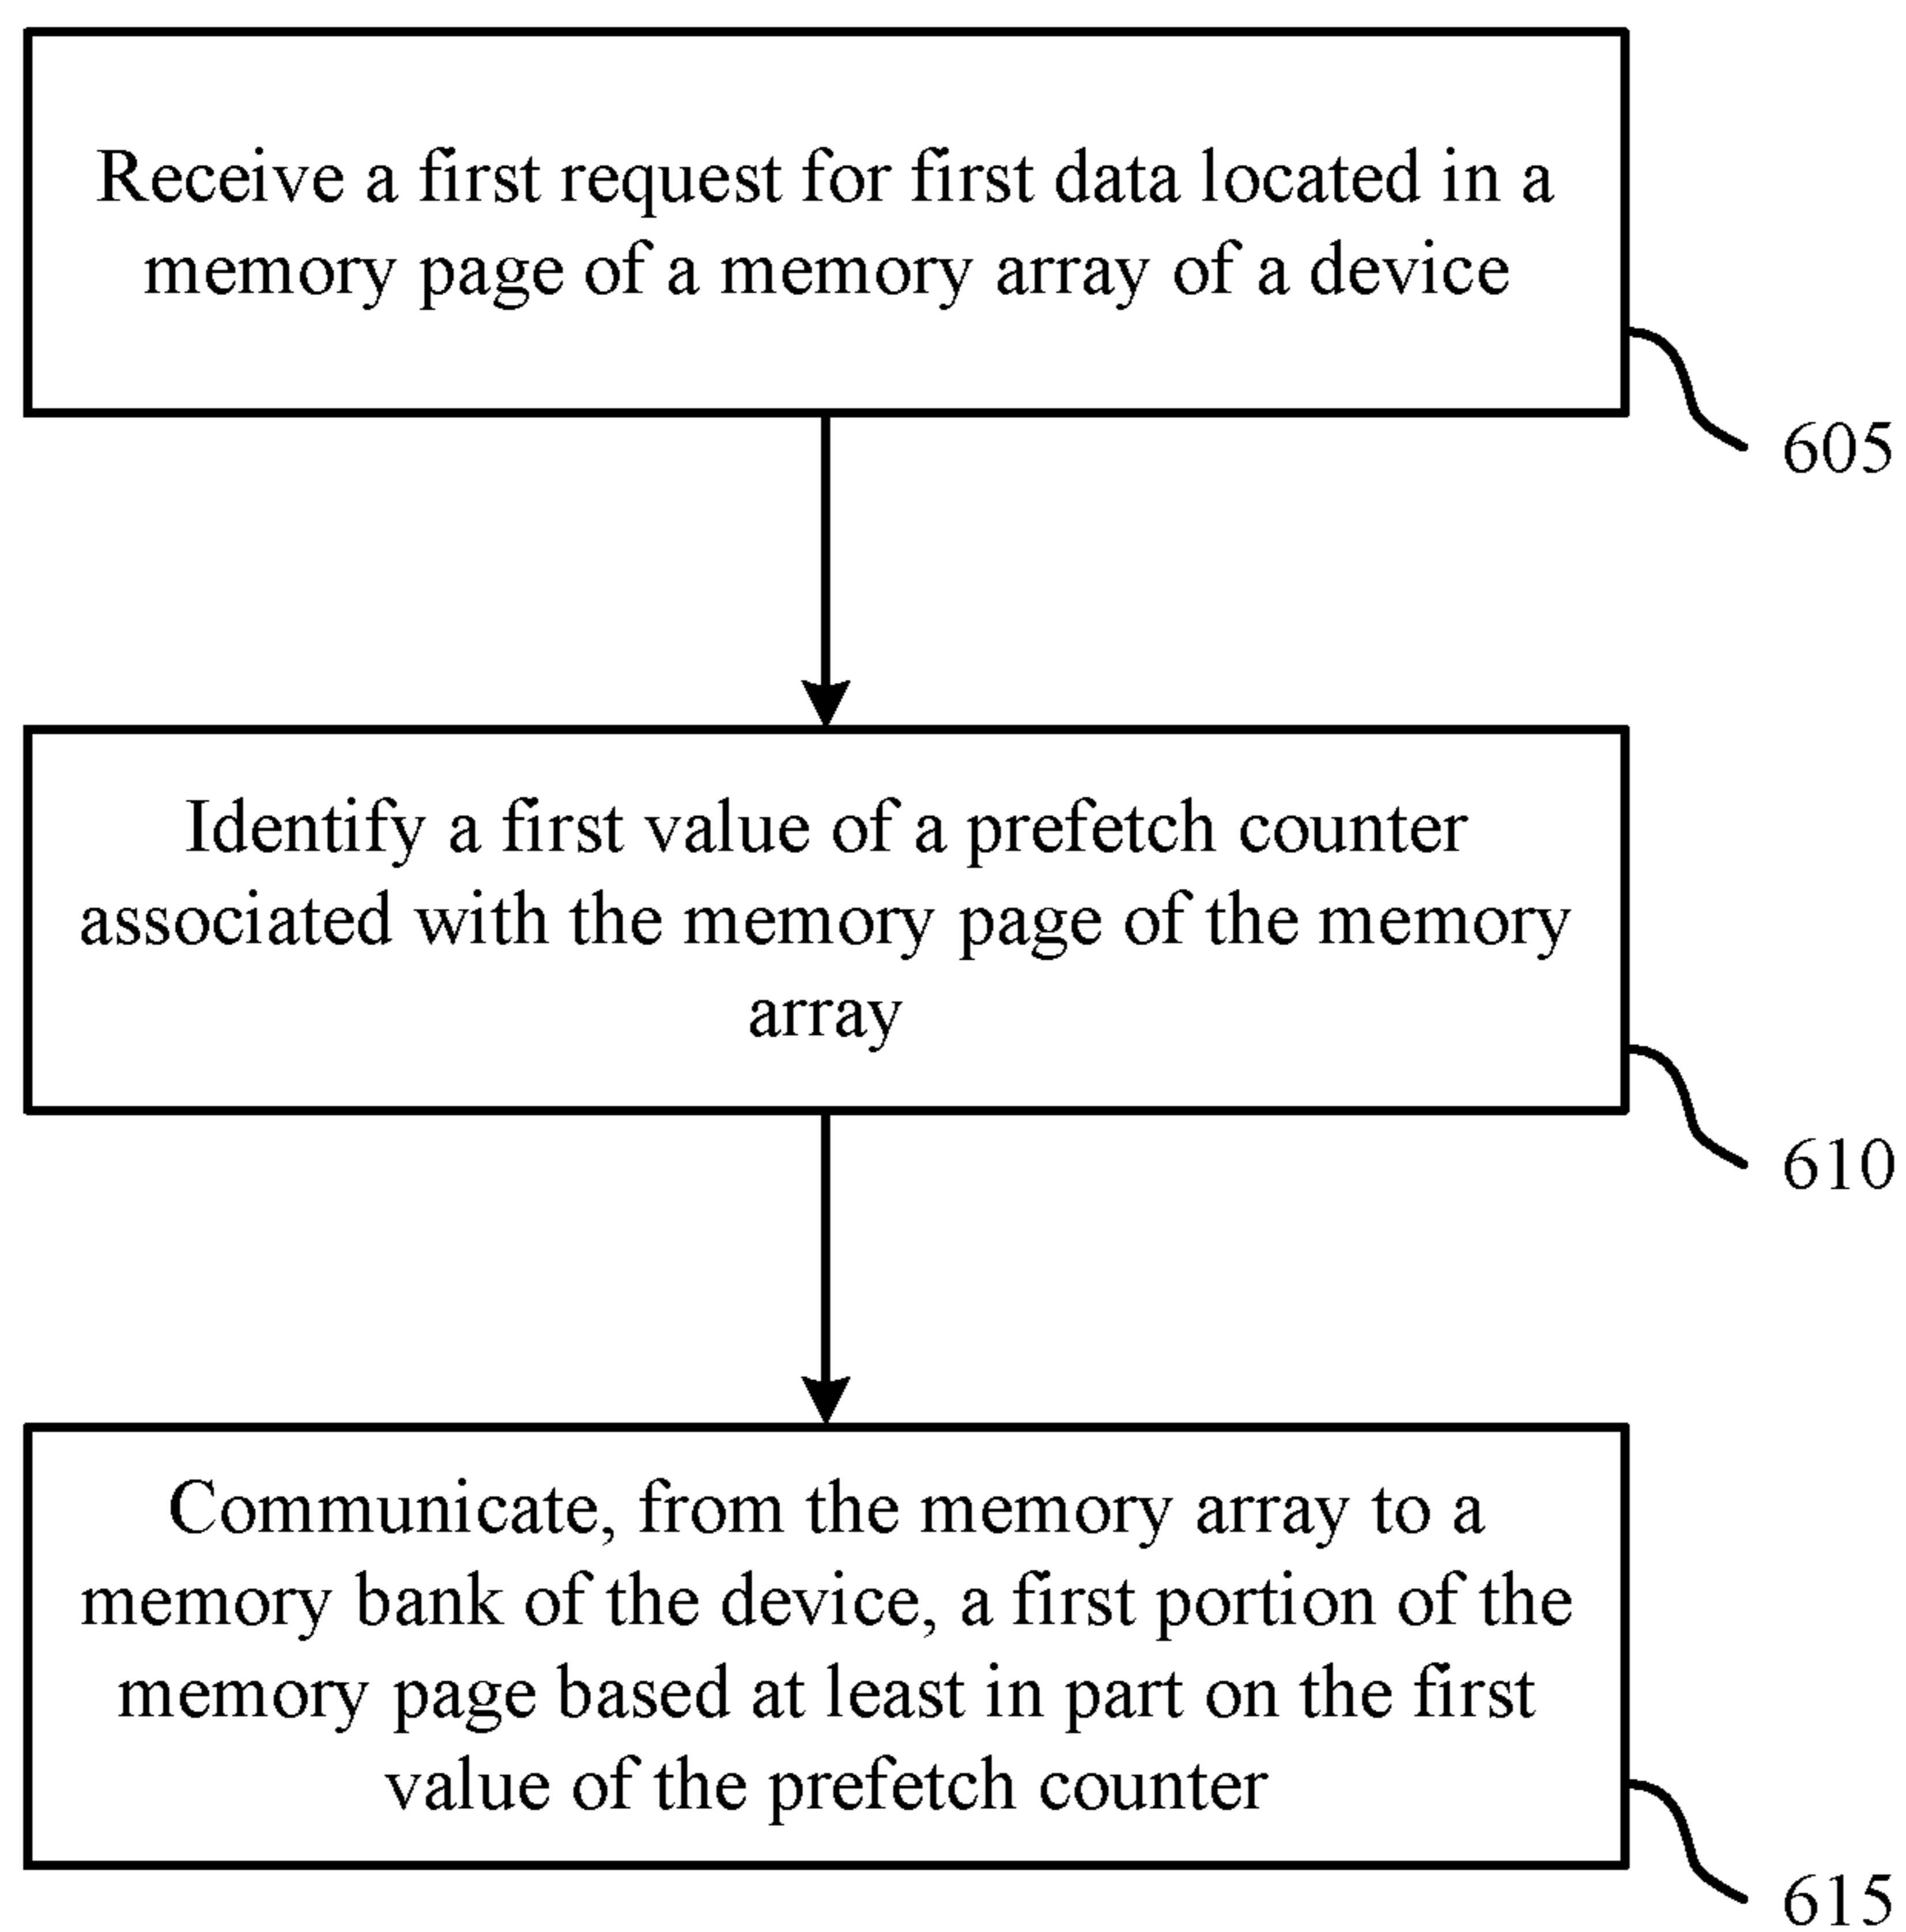 Receive a first request for first data located in a
memory page of a memory array of a device
605
Identify a first value of a prefetch counter
associated with the memory page of the memory
array
610
Communicate, from the memory array to a
memory bank of the device, a first portion of the
memory page based at least in part on the first
value of the prefetch counter
615